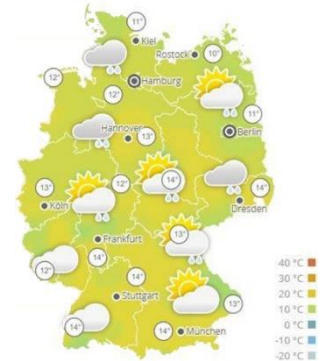 11°
Kiel
Rostock
10°
12°
Hamburg
12°
11°
Hannover
13°
Berlin
13°
12°
14°
14°
Köln
Dresden
13°
Frankfurt
14°
12°
14°
Stuttgart
13°
14°
14°
München
40 °C
30 °C
20 °C
10 °C
0 °C
-10 °C
-20 °C